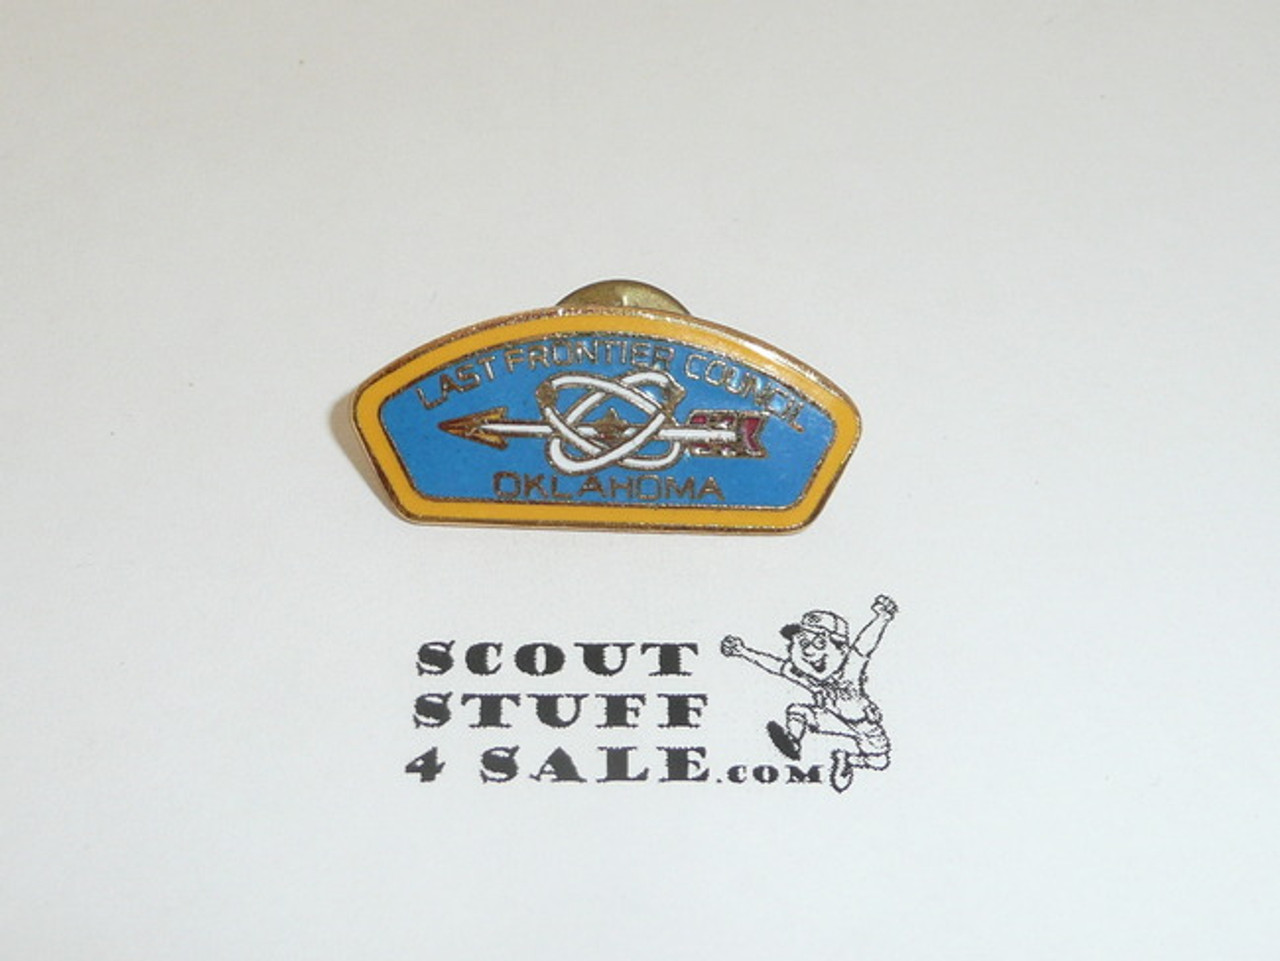 LAST FRONTIER COUNCIL
OKLAHOMA
SCOUT
STUFF
4 SALE.COM